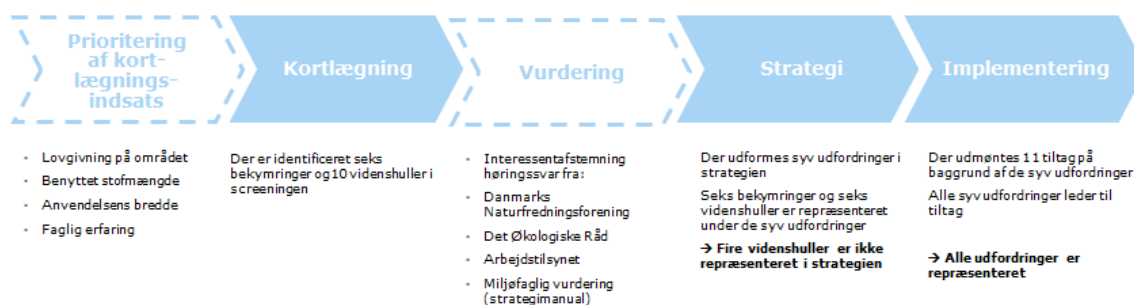 Prioritering
af kort-
lægnings-
indsats
Kortlægning
Vurdering
Strategi
Implementering
• Lovgivning på området
• Benyttet stofmængde
• Anvendelsens bredde
• Faglig erfaring
Der er identificeret seks
bekymringer og 10 videnshuller i
screeningen
• Interessentafstemning
høringssvar fra:
• Danmarks
Naturfredningsforening
• Det Økologiske Råd
• Arbejdstilsynet
• Miljøfaglig vurdering
(strategimanual)
Der udformes syv udfordringer i
strategien
Seks bekymringer og seks
videnshuller er repræsenteret
under de syv udfordringer
→ Fire videnshuller er ikke
repræsenteret i strategien
Der udmøntes 11 tiltag på
baggrund af de syv udfordringer
Alle syv udfordringer leder til
tiltag
→ Alle udfordringer er
repræsenteret